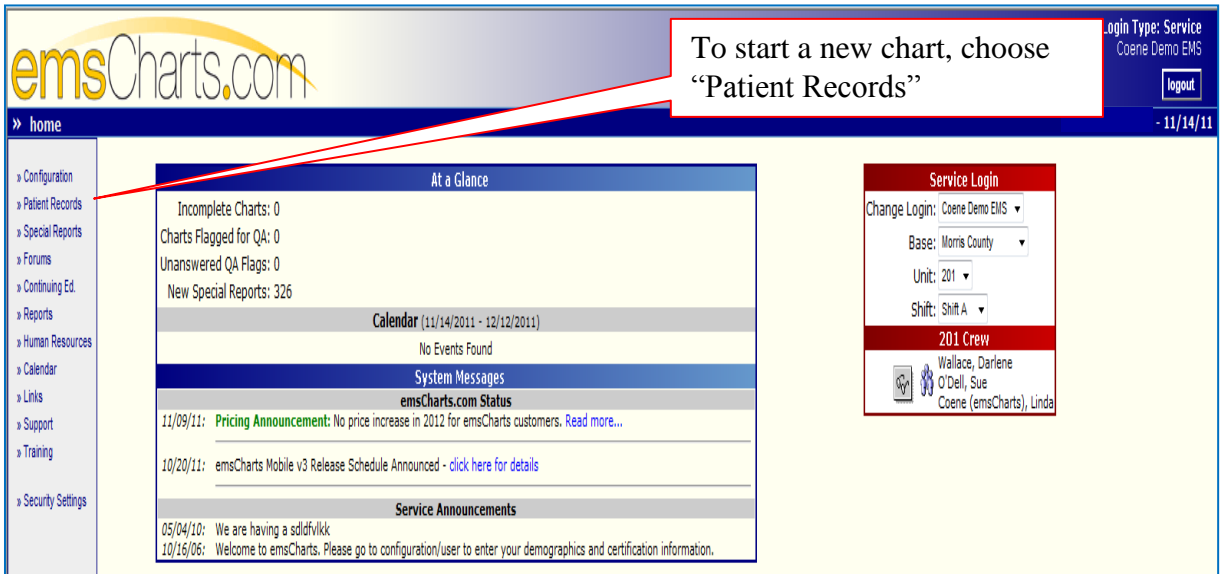 emsCharts.com
To start a new chart, choose
“Patient Records”
Login Type: Service
Coene Demo EMS
logout
» home
- 11/14/11
» Configuration
» Patient Records
» Special Reports
» Forums
» Continuing Ed.
» Reports
» Human Resources
» Calendar
» Links
» Support
» Training
» Security Settings
At a Glance
Incomplete Charts: 0
Charts Flagged for QA: 0
Unanswered QA Flags: 0
New Special Reports: 326
Calendar (11/14/2011 - 12/12/2011)
No Events Found
System Messages
emsCharts.com Status
11/09/11: Pricing Announcement: No price increase in 2012 for emsCharts customers. Read more...
10/20/11: emsCharts Mobile v3 Release Schedule Announced - click here for details
Service Announcements
05/04/10: We are having a sdldfvlkk
10/16/06: Welcome to emsCharts. Please go to configuration/user to enter your demographics and certification information.
Service Login
Change Login: Coene Demo EMS
Base: Morris County
Unit: 201
Shift: Shift A
201 Crew
Wallace, Darlene
O'Dell, Sue
Coene (emsCharts), Linda